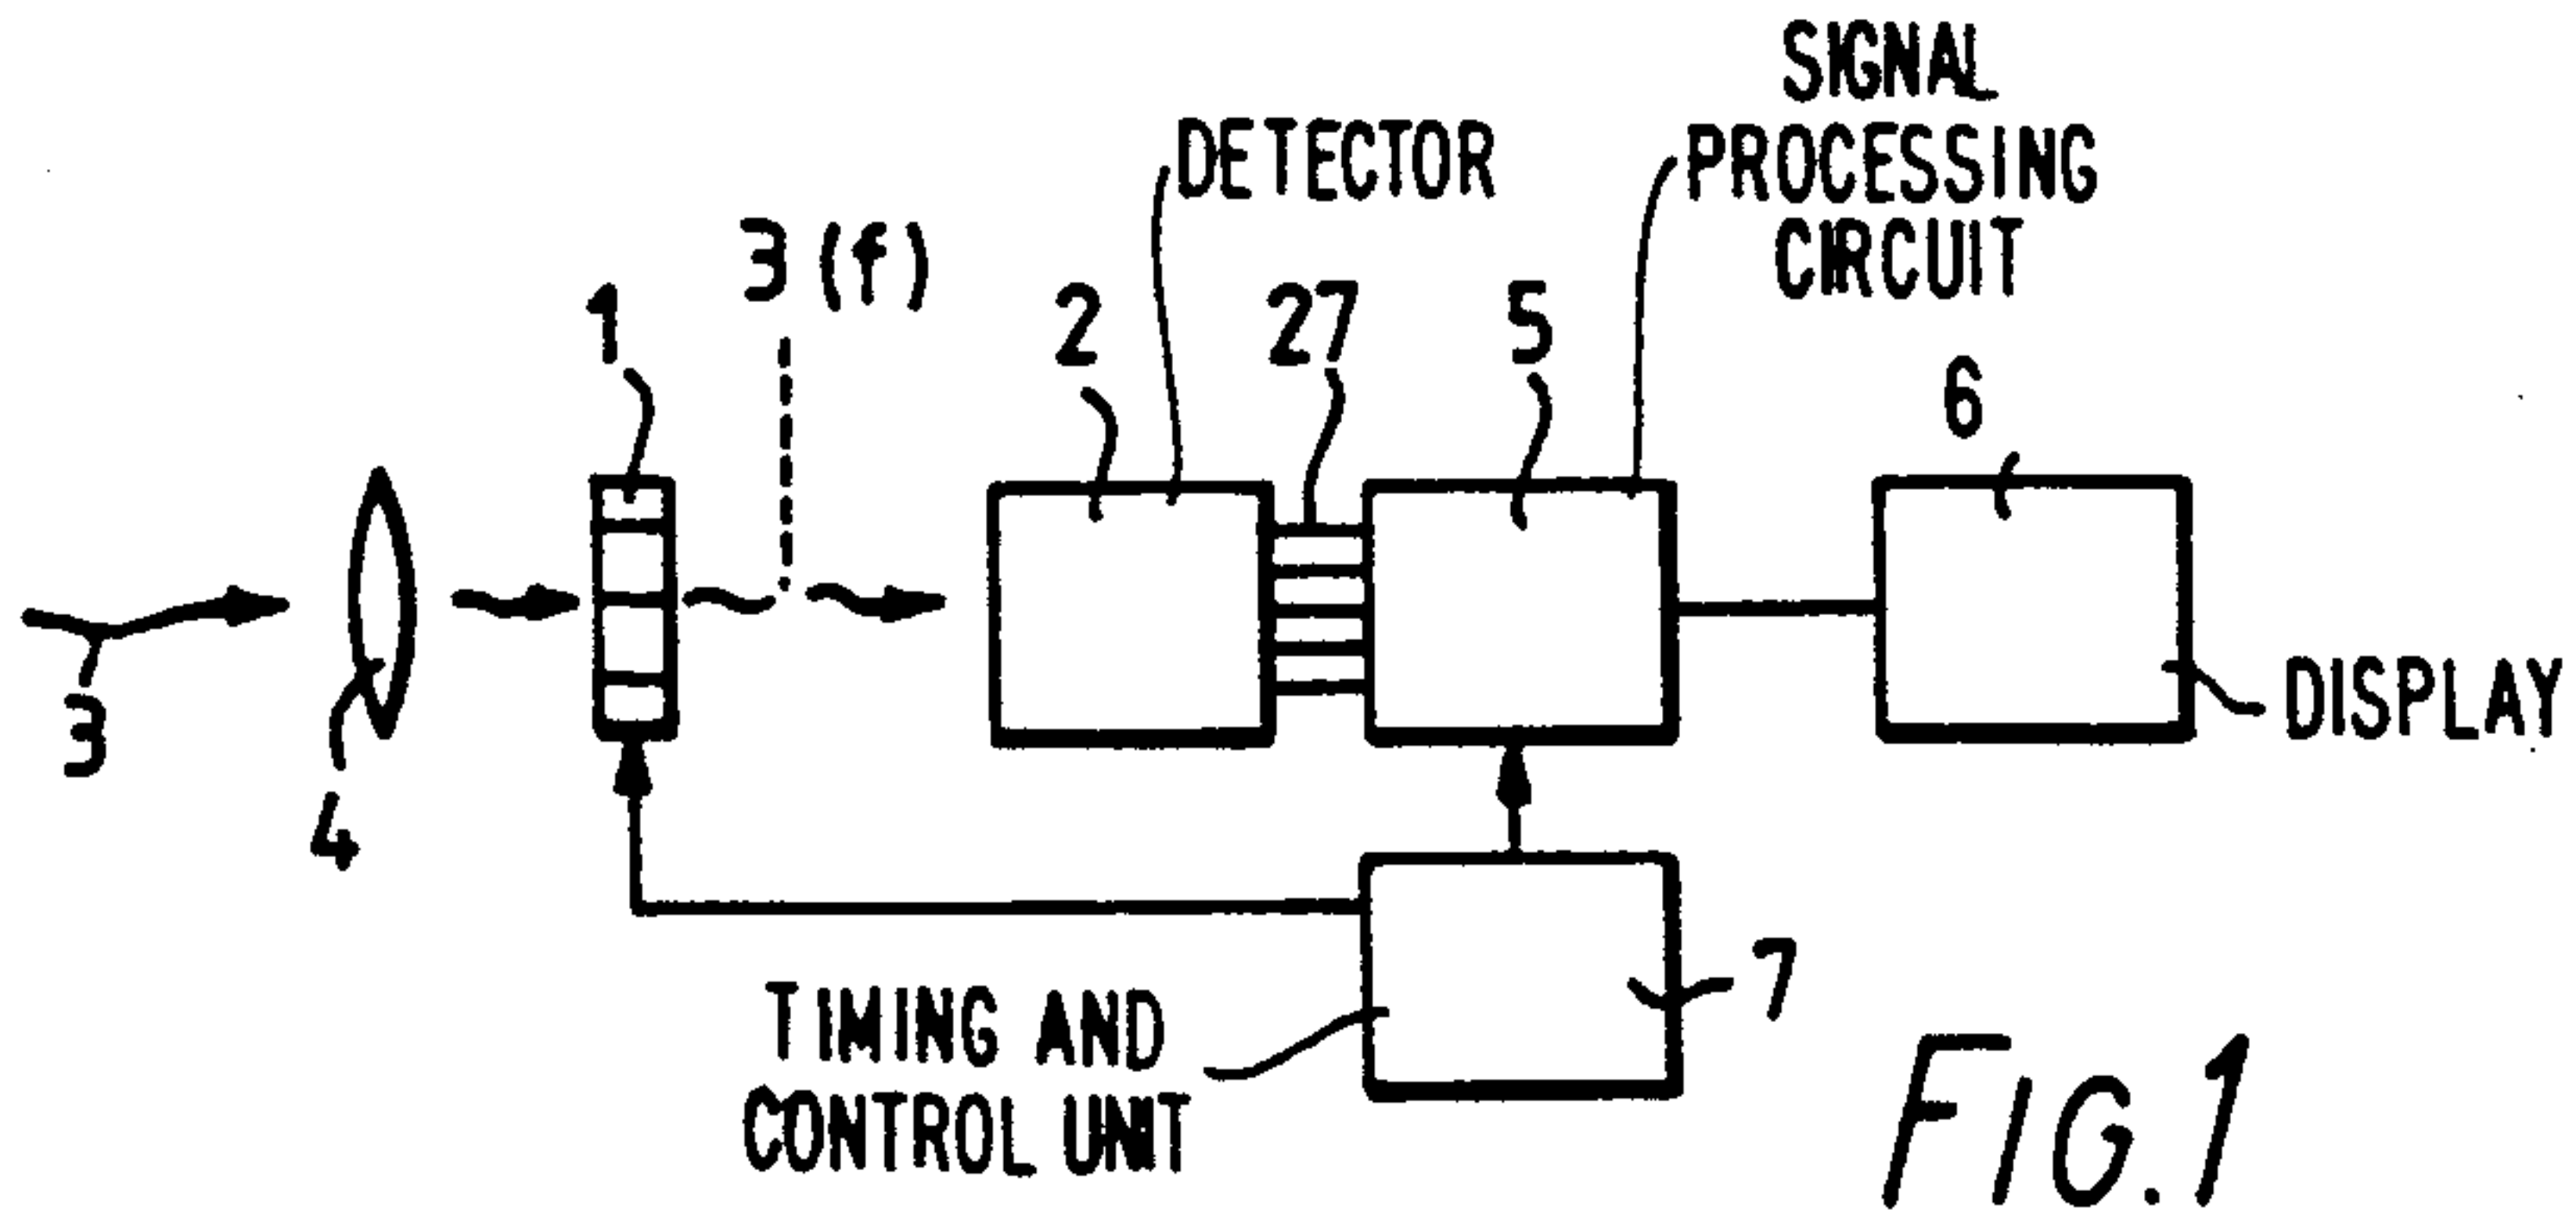 SIGNAL
PROCESSING
CIRCUIT
DETECTOR
3(f)
1
2
27
5
6
3
4
DISPLAY
7
TIMING AND
CONTROL UNIT
FIG.1